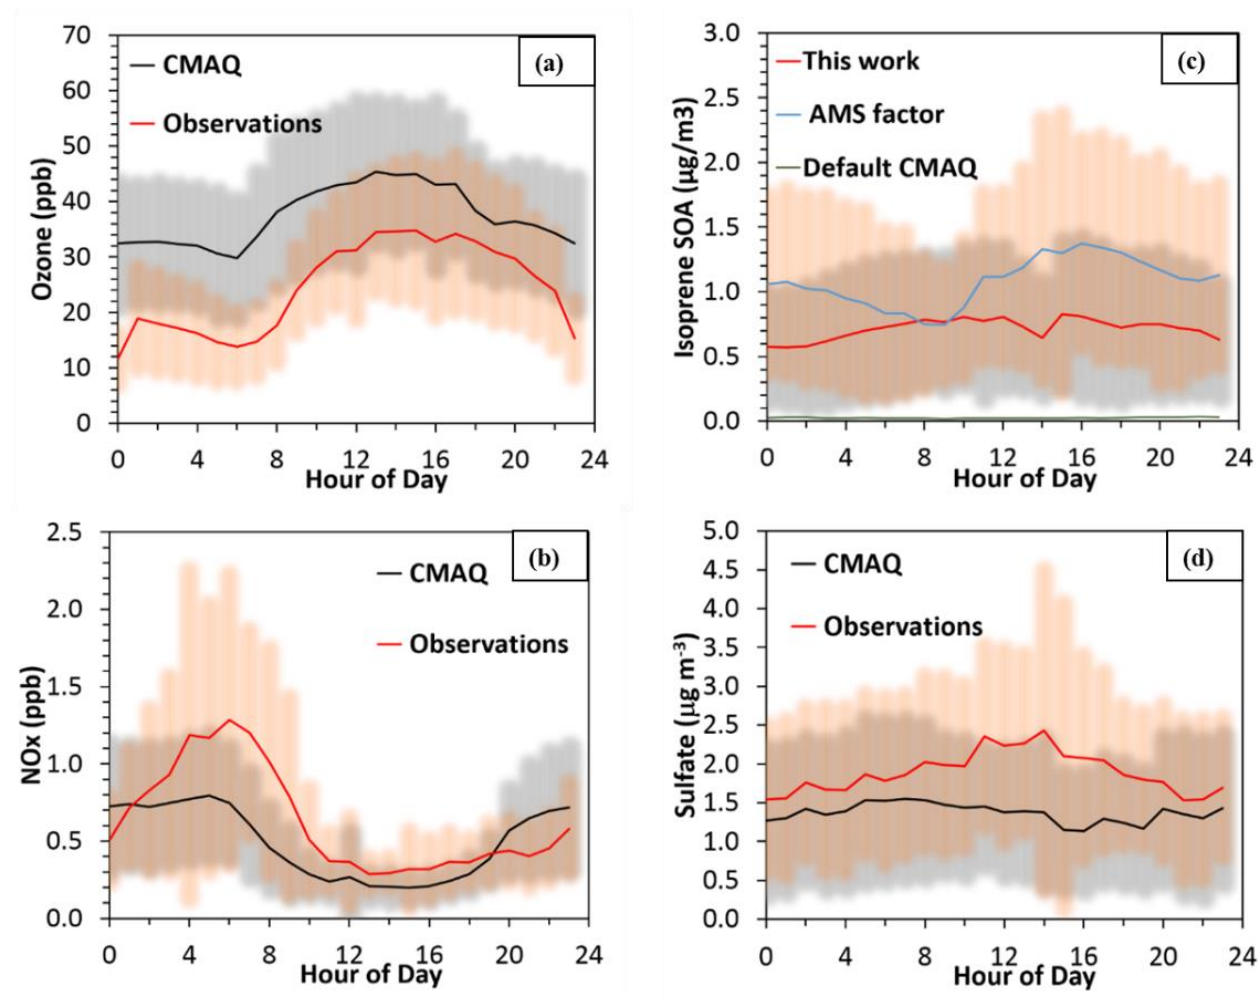 (a)
CMAQ
Observations
Ozone (ppb)
70
60
50
40
30
20
10
0
0 4 8 12 16 20 24
Hour of Day
(c)
This work
AMS factor
Default CMAQ
Isoprene SOA (µg/m3)
3.0
2.5
2.0
1.5
1.0
0.5
0.0
0 4 8 12 16 20 24
Hour of Day
(b)
CMAQ
Observations
NOx (ppb)
2.5
2.0
1.5
1.0
0.5
0.0
0 4 8 12 16 20 24
Hour of Day
(d)
CMAQ
Observations
Sulfate (µg m⁻³)
5.0
4.5
4.0
3.5
3.0
2.5
2.0
1.5
1.0
0.5
0.0
0 4 8 12 16 20 24
Hour of Day